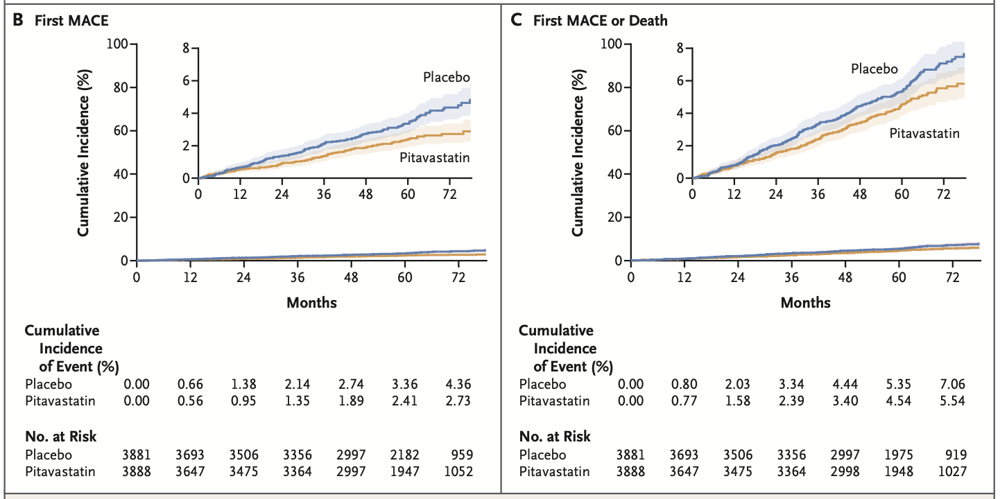 B First MACE
100
80
60
40
20
0
Cumulative Incidence (%)
8
6
4
2
0
Placebo
Pitavastatin
0 12 24 36 48 60 72
0 12 24 36 48 60 72
Months
Cumulative
Incidence
of Event (%)
Placebo 0.00 0.66 1.38 2.14 2.74 3.36 4.36
Pitavastatin 0.00 0.56 0.95 1.35 1.89 2.41 2.73
No. at Risk
Placebo 3881 3693 3506 3356 2997 2182 959
Pitavastatin 3888 3647 3475 3364 2997 1947 1052
C First MACE or Death
100
80
60
40
20
0
Cumulative Incidence (%)
8
6
4
2
0
Placebo
Pitavastatin
0 12 24 36 48 60 72
0 12 24 36 48 60 72
Months
Cumulative
Incidence
of Event (%)
Placebo 0.00 0.80 2.03 3.34 4.44 5.35 7.06
Pitavastatin 0.00 0.77 1.58 2.39 3.40 4.54 5.54
No. at Risk
Placebo 3881 3693 3506 3356 2997 1975 919
Pitavastatin 3888 3647 3475 3364 2998 1948 1027